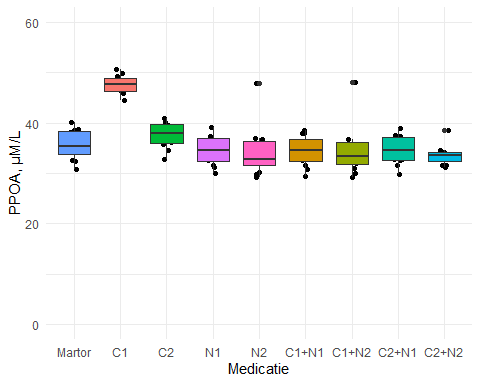 60
40
20
0
PPOA, µM/L
Martor C1 C2 N1 N2 C1+N1 C1+N2 C2+N1 C2+N2
Medicatie